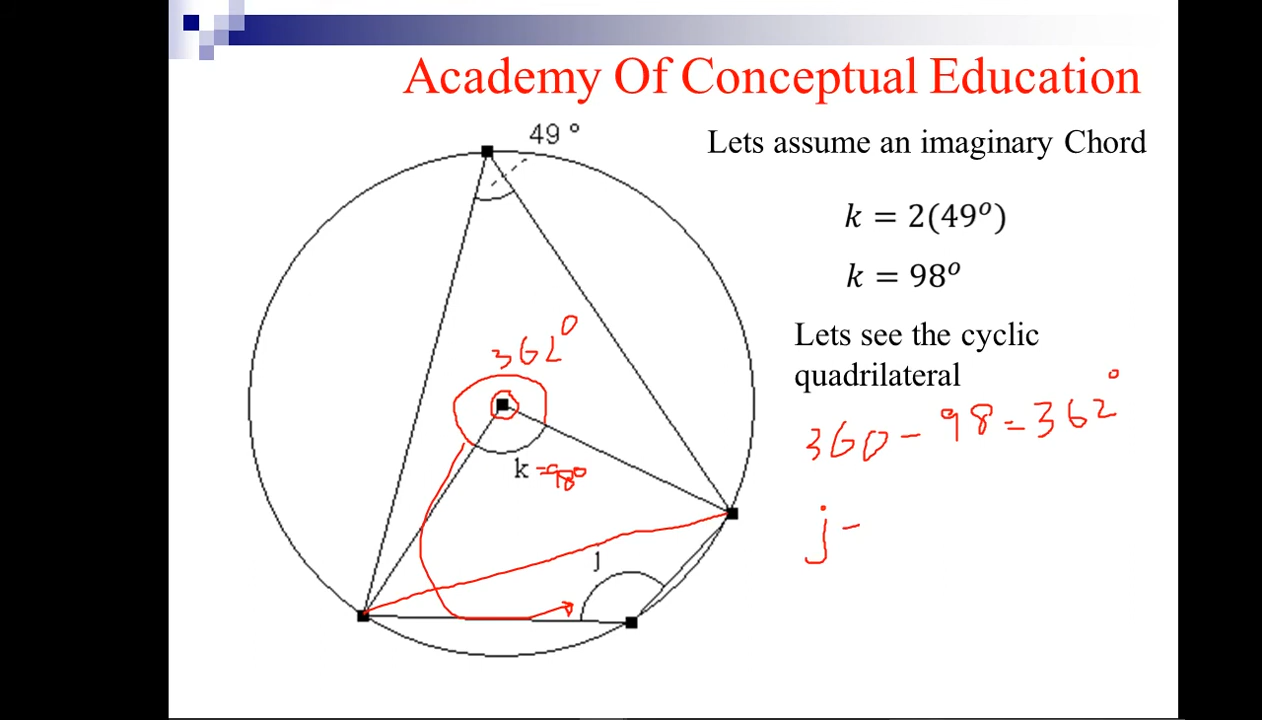 Academy Of Conceptual Education
49 °
Lets assume an imaginary Chord
k = 2(49°)
k = 98°
Lets see the cyclic
quadrilateral
362°
360 - 98 = 362°
k = 98°
j =
j